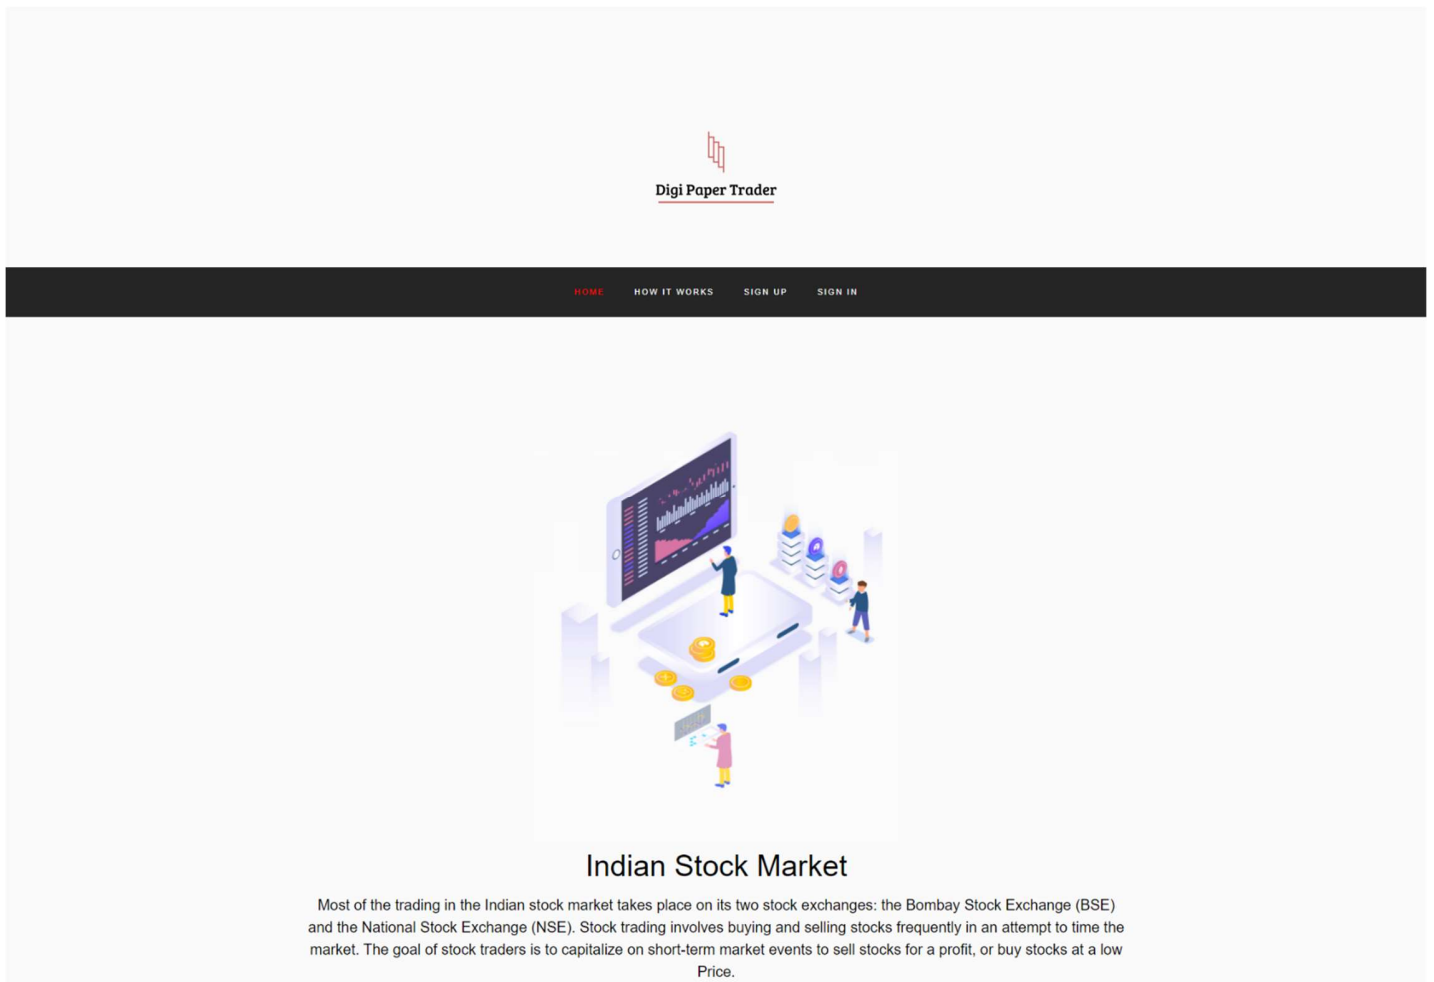 Digi Paper Trader
HOME HOW IT WORKS SIGN UP SIGN IN
Indian Stock Market
Most of the trading in the Indian stock market takes place on its two stock exchanges: the Bombay Stock Exchange (BSE)
and the National Stock Exchange (NSE). Stock trading involves buying and selling stocks frequently in an attempt to time the
market. The goal of stock traders is to capitalize on short-term market events to sell stocks for a profit, or buy stocks at a low
Price.